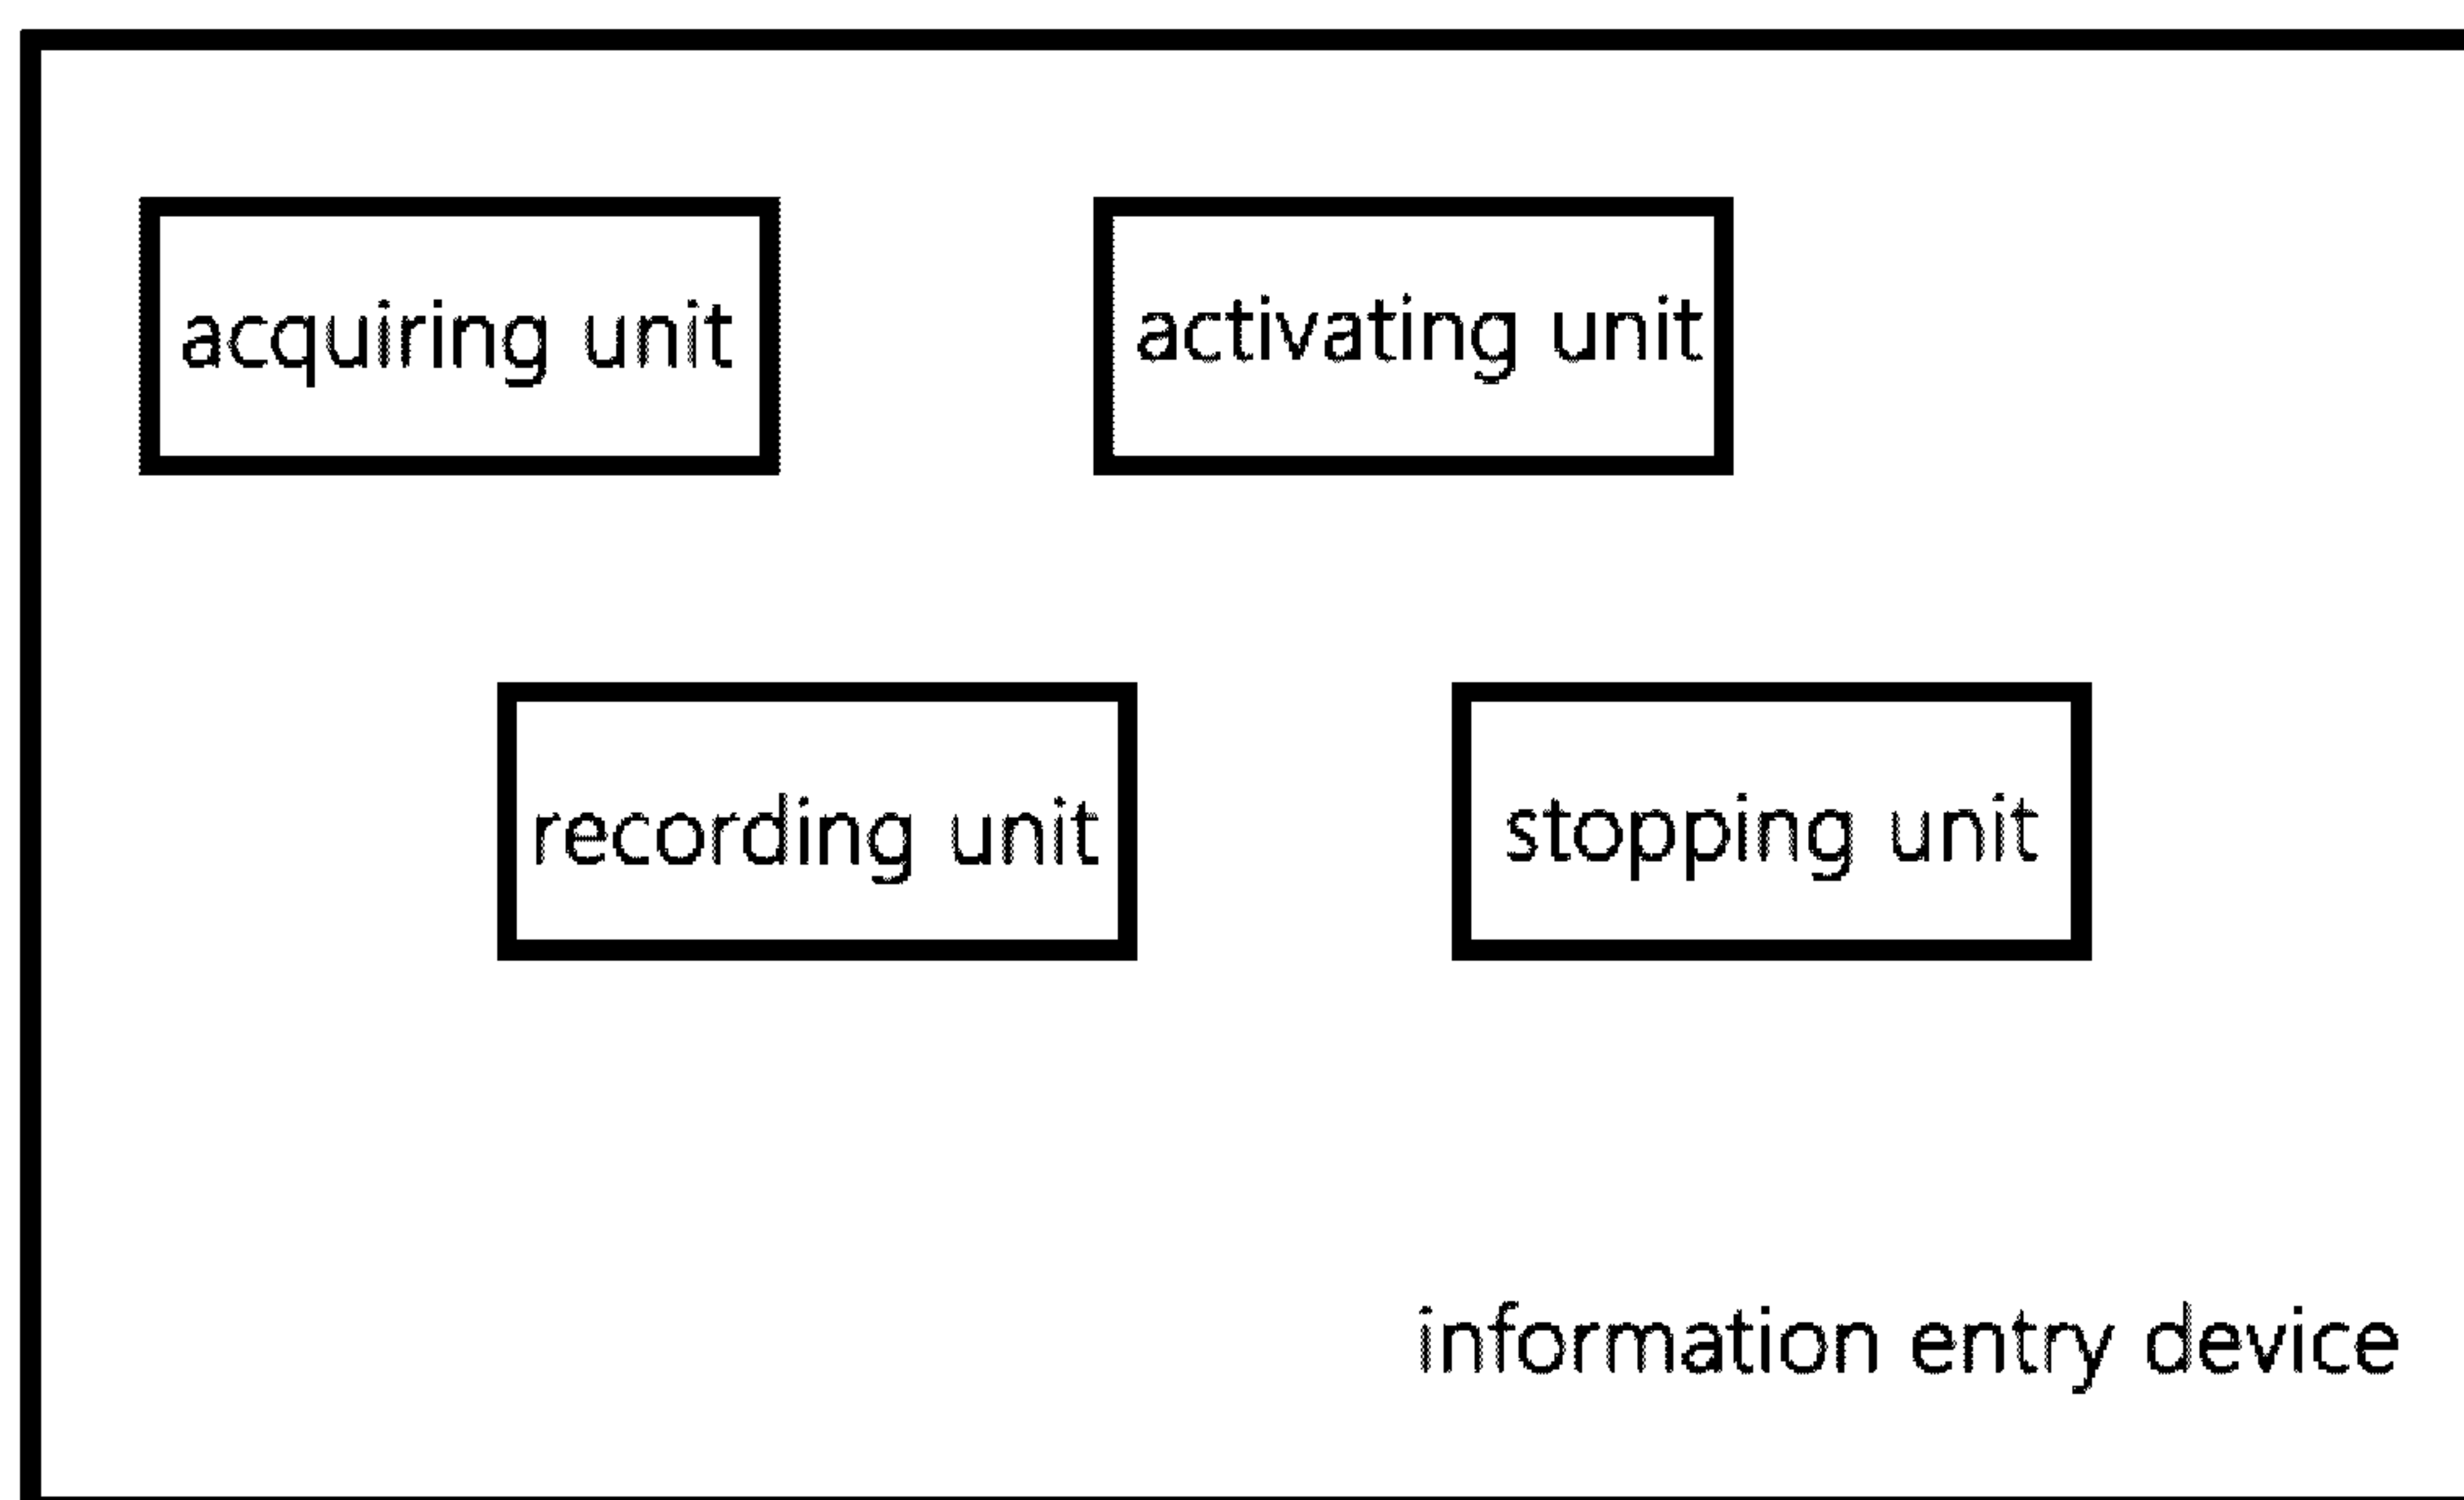 acquiring unit
activating unit
recording unit
stopping unit
information entry device